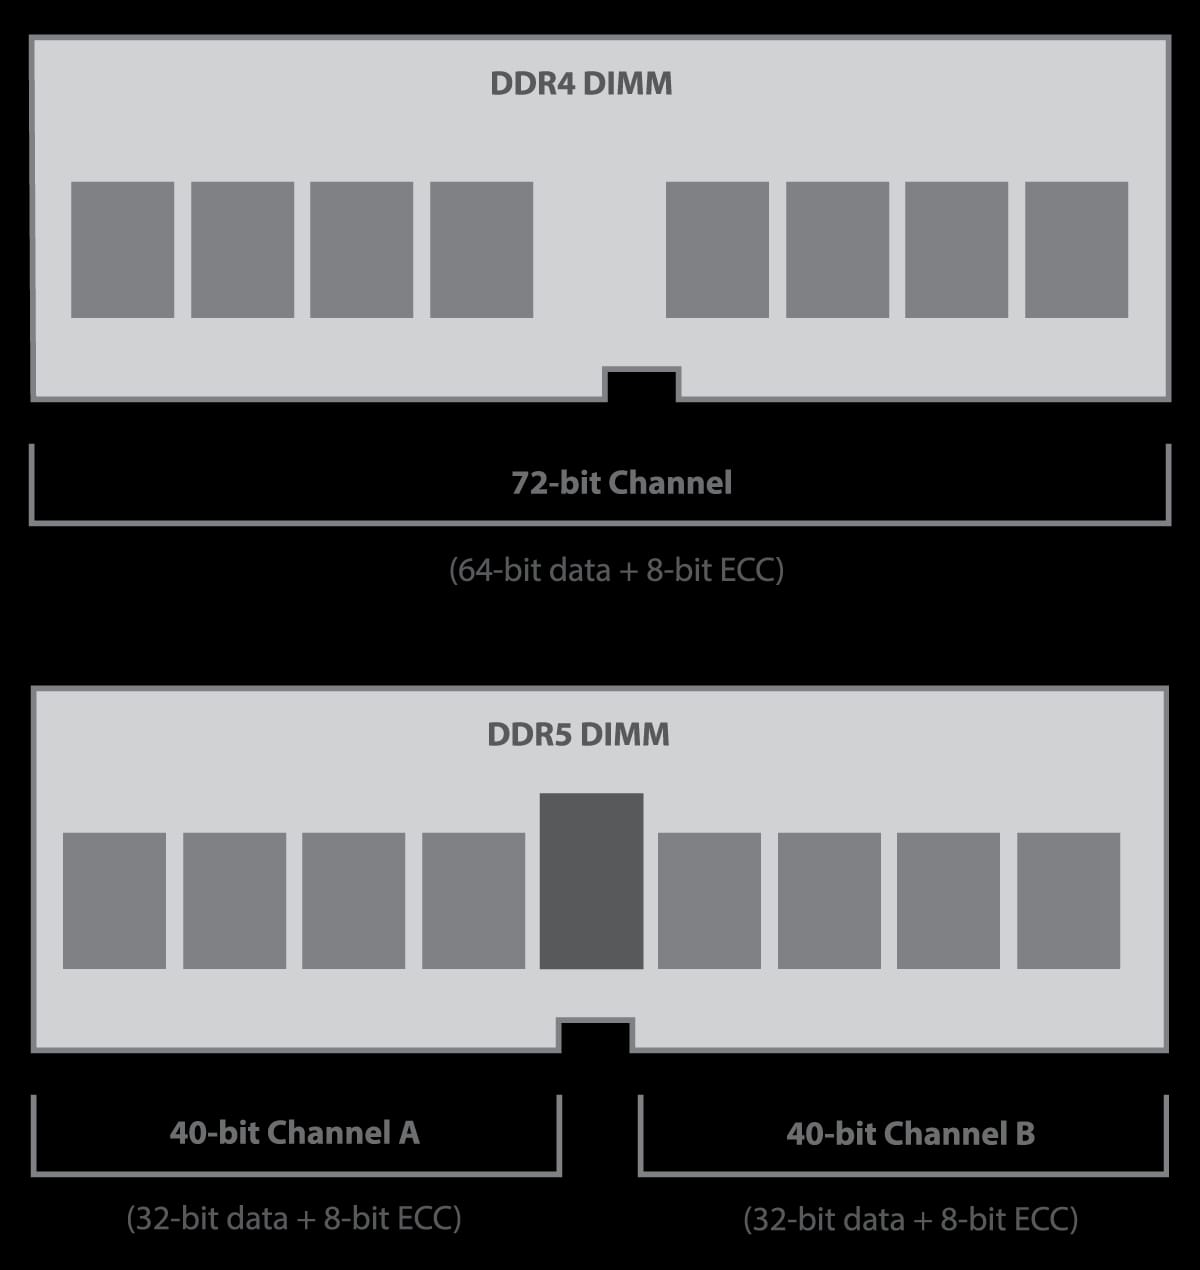 DDR4 DIMM
72-bit Channel
(64-bit data + 8-bit ECC)
DDR5 DIMM
40-bit Channel A
40-bit Channel B
(32-bit data + 8-bit ECC)
(32-bit data + 8-bit ECC)